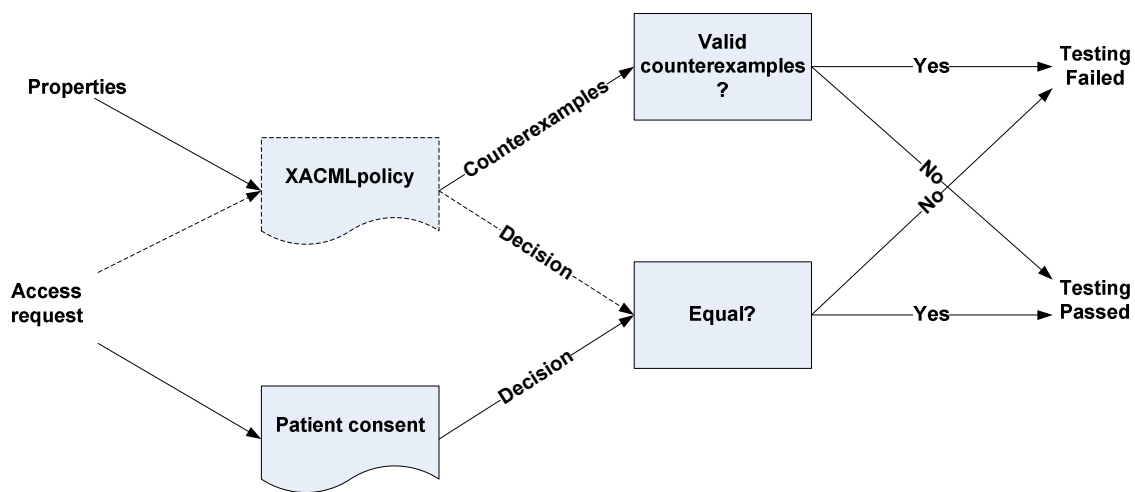 Properties
Access
request
XACMLpolicy
Patient consent
Counterexamples
Decision
Decision
Valid
counterexamples
?
Equal?
Yes
No
No
Yes
Testing
Failed
Testing
Passed